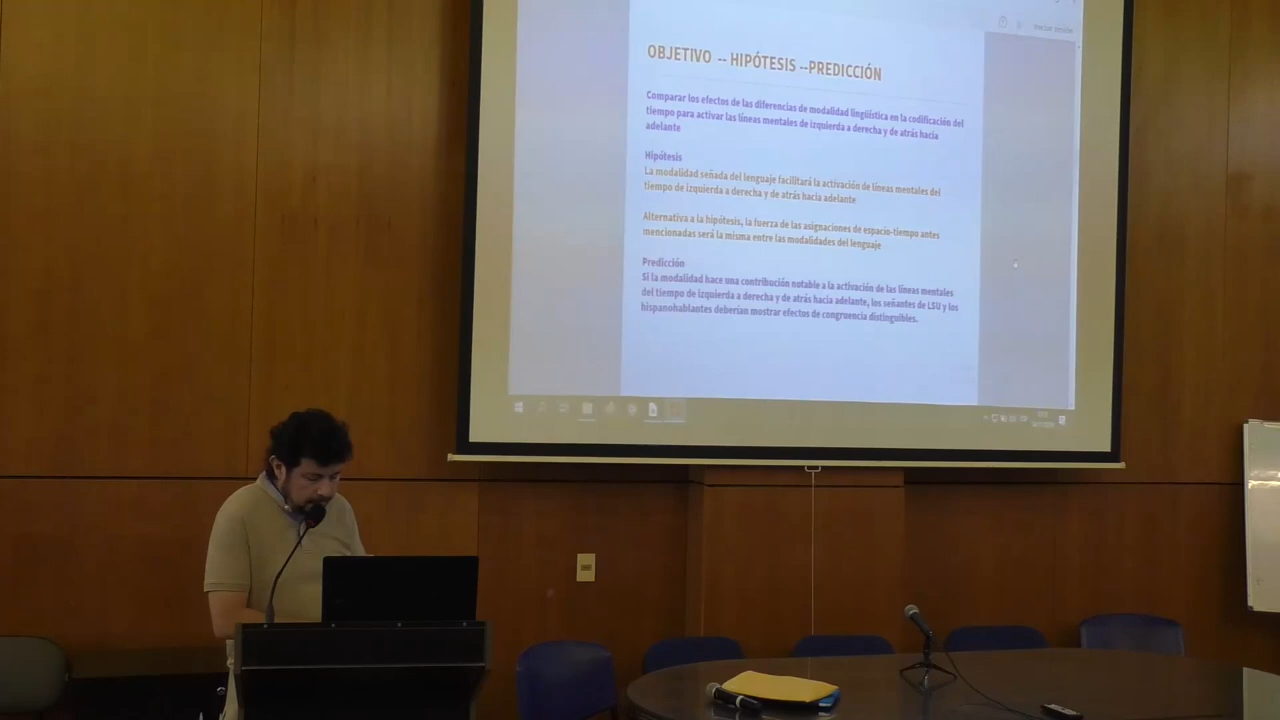 OBJETIVO -- HIPÓTESIS --PREDICCIÓN
Comparar los efectos de las diferencias de modalidad lingüística en la codificación del
tiempo para activar las líneas mentales de izquierda a derecha y de atrás hacia
adelante
Hipótesis
La modalidad señada del lenguaje facilitará la activación de líneas mentales del
tiempo de izquierda a derecha y de atrás hacia adelante
Alternativa a la hipótesis, la fuerza de las asignaciones de espacio-tiempo antes
mencionadas será la misma entre las modalidades del lenguaje
Predicción
Si la modalidad hace una contribución notable a la activación de las líneas mentales
del tiempo de izquierda a derecha y de atrás hacia adelante, los señantes de LSU y los
hispanohablantes deberían mostrar efectos de congruencia distinguibles.